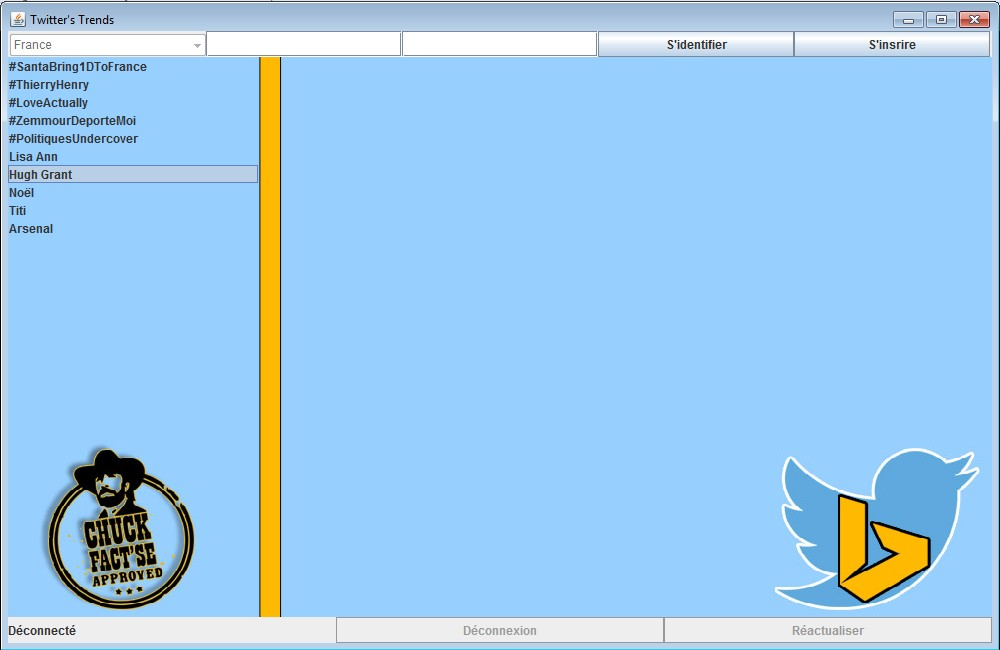 Twitter's Trends
France
S'identifier
S'insrire
#SantaBring1DToFrance
#ThierryHenry
#LoveActually
#ZemmourDeporteMoi
#PolitiquesUndercover
Lisa Ann
Hugh Grant
Noël
Titi
Arsenal
CHUCK
FACT'SE
APPROVED
Déconnecté
Déconnexion
Réactualiser